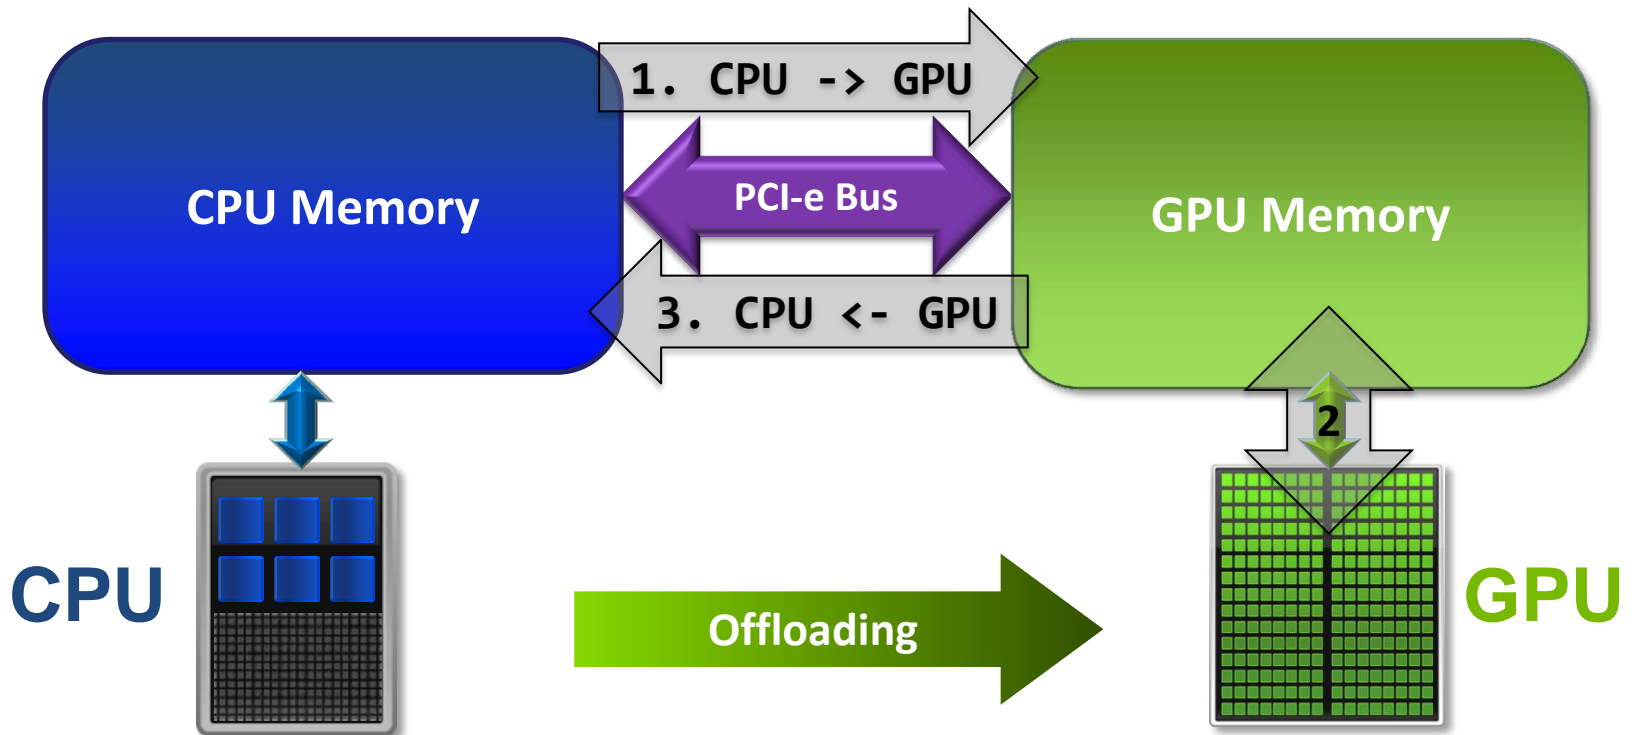 1. CPU -> GPU
CPU Memory
PCI-e Bus
GPU Memory
3. CPU <- GPU
2
CPU
Offloading
GPU